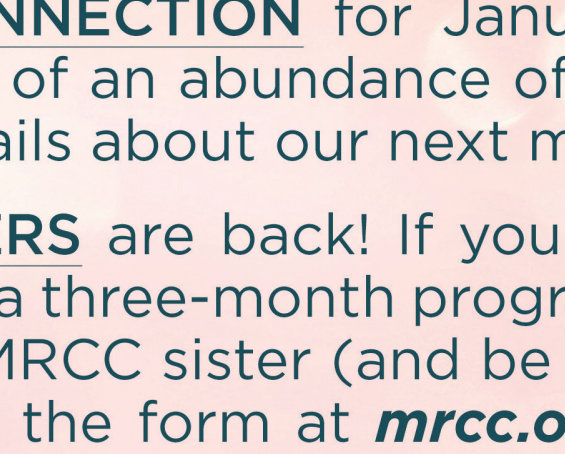 NNECTION for Janu
of an abundance of
ails about our next m
ERS are back! If you
a three-month progr
MRCC sister (and be
the form at mrcc.o